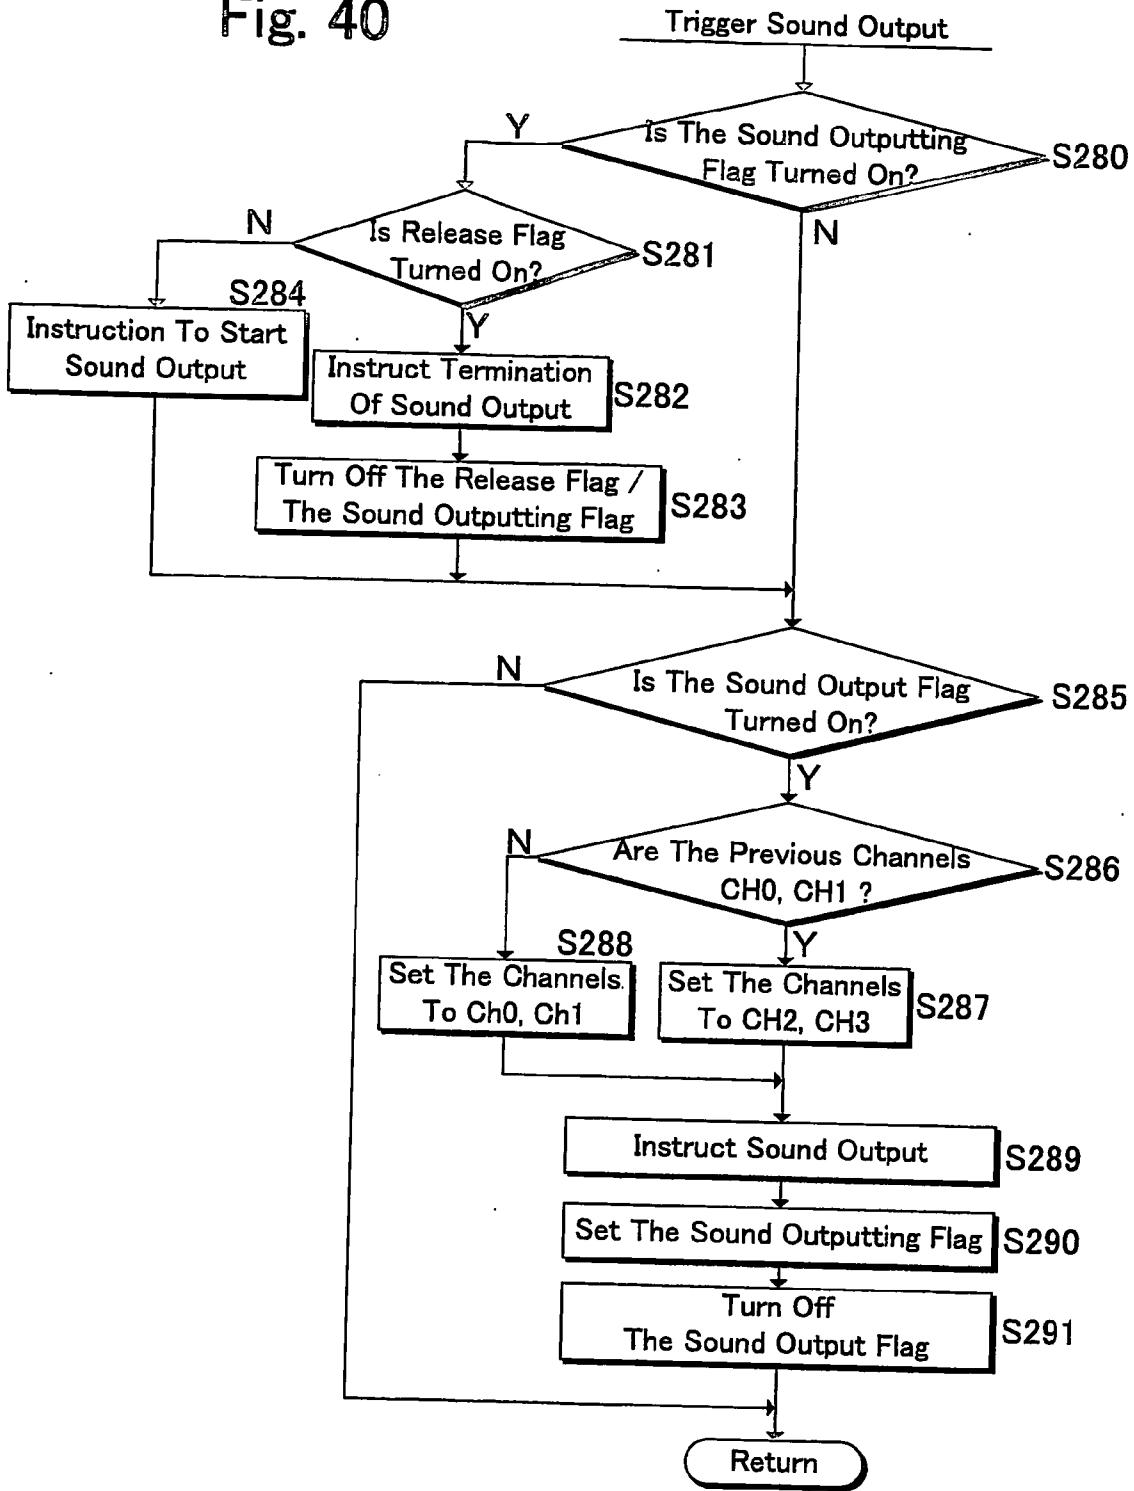 Fig. 40
Trigger Sound Output
Y
Is The Sound Outputting
Flag Turned On?
S280
N
N
Is Release Flag
Turned On?
S281
Y
S284
Instruction To Start
Sound Output
Instruct Termination
Of Sound Output
S282
Turn Off The Release Flag /
The Sound Outputting Flag
S283
N
Is The Sound Output Flag
Turned On?
S285
Y
N
Are The Previous Channels
CH0, CH1 ?
S286
Y
S288
Set The Channels
To Ch0, Ch1
Set The Channels
To CH2, CH3
S287
Instruct Sound Output
S289
Set The Sound Outputting Flag
S290
Turn Off
The Sound Output Flag
S291
Return